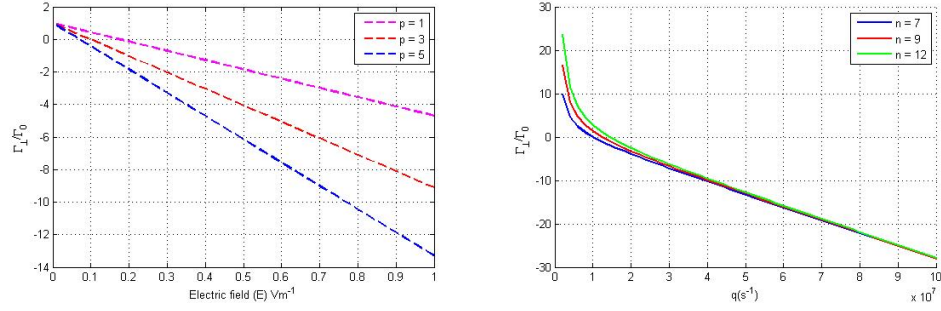 2
0
-2
-4
-6
-8
-10
-12
-14
Γ⊥/Γ0
0 0.1 0.2 0.3 0.4 0.5 0.6 0.7 0.8 0.9 1
Electric field (E) Vm-1
p = 1
p = 3
p = 5
30
20
10
0
-10
-20
-30
Γ⊥/Γ0
0 1 2 3 4 5 6 7 8 9 10
x 10^7
q(s-1)
n = 7
n = 9
n = 12